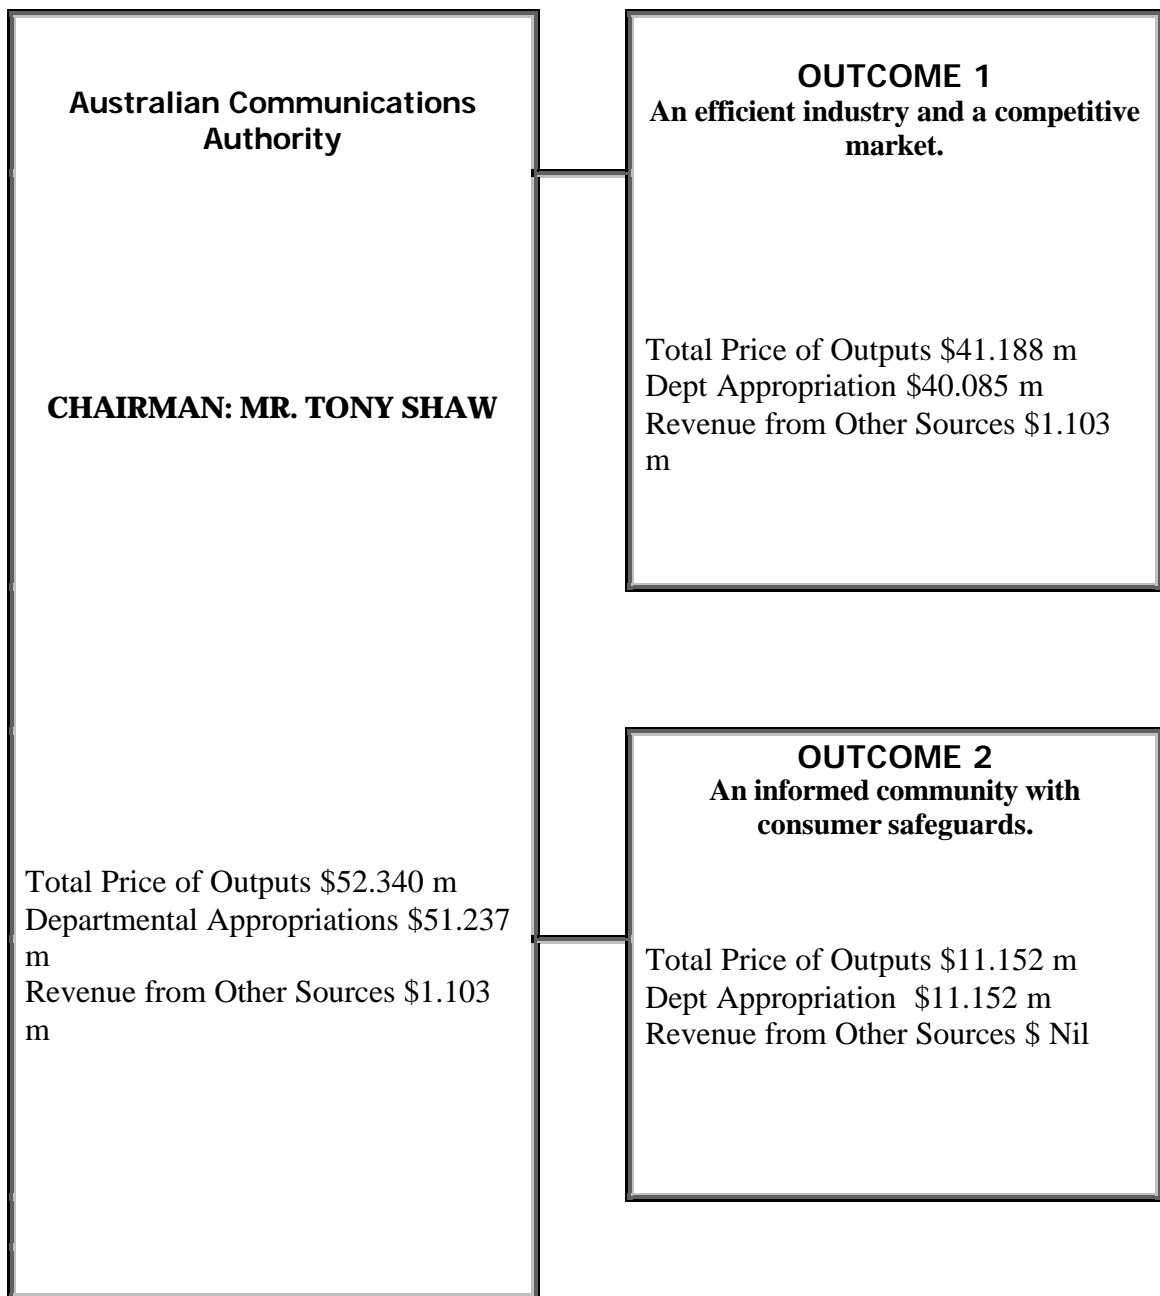 Australian Communications
Authority
CHAIRMAN: MR. TONY SHAW
Total Price of Outputs $52.340 m
Departmental Appropriations $51.237
m
Revenue from Other Sources $1.103
m
OUTCOME 1
An efficient industry and a competitive
market.
Total Price of Outputs $41.188 m
Dept Appropriation $40.085 m
Revenue from Other Sources $1.103
m
OUTCOME 2
An informed community with
consumer safeguards.
Total Price of Outputs $11.152 m
Dept Appropriation  $11.152 m
Revenue from Other Sources $ Nil